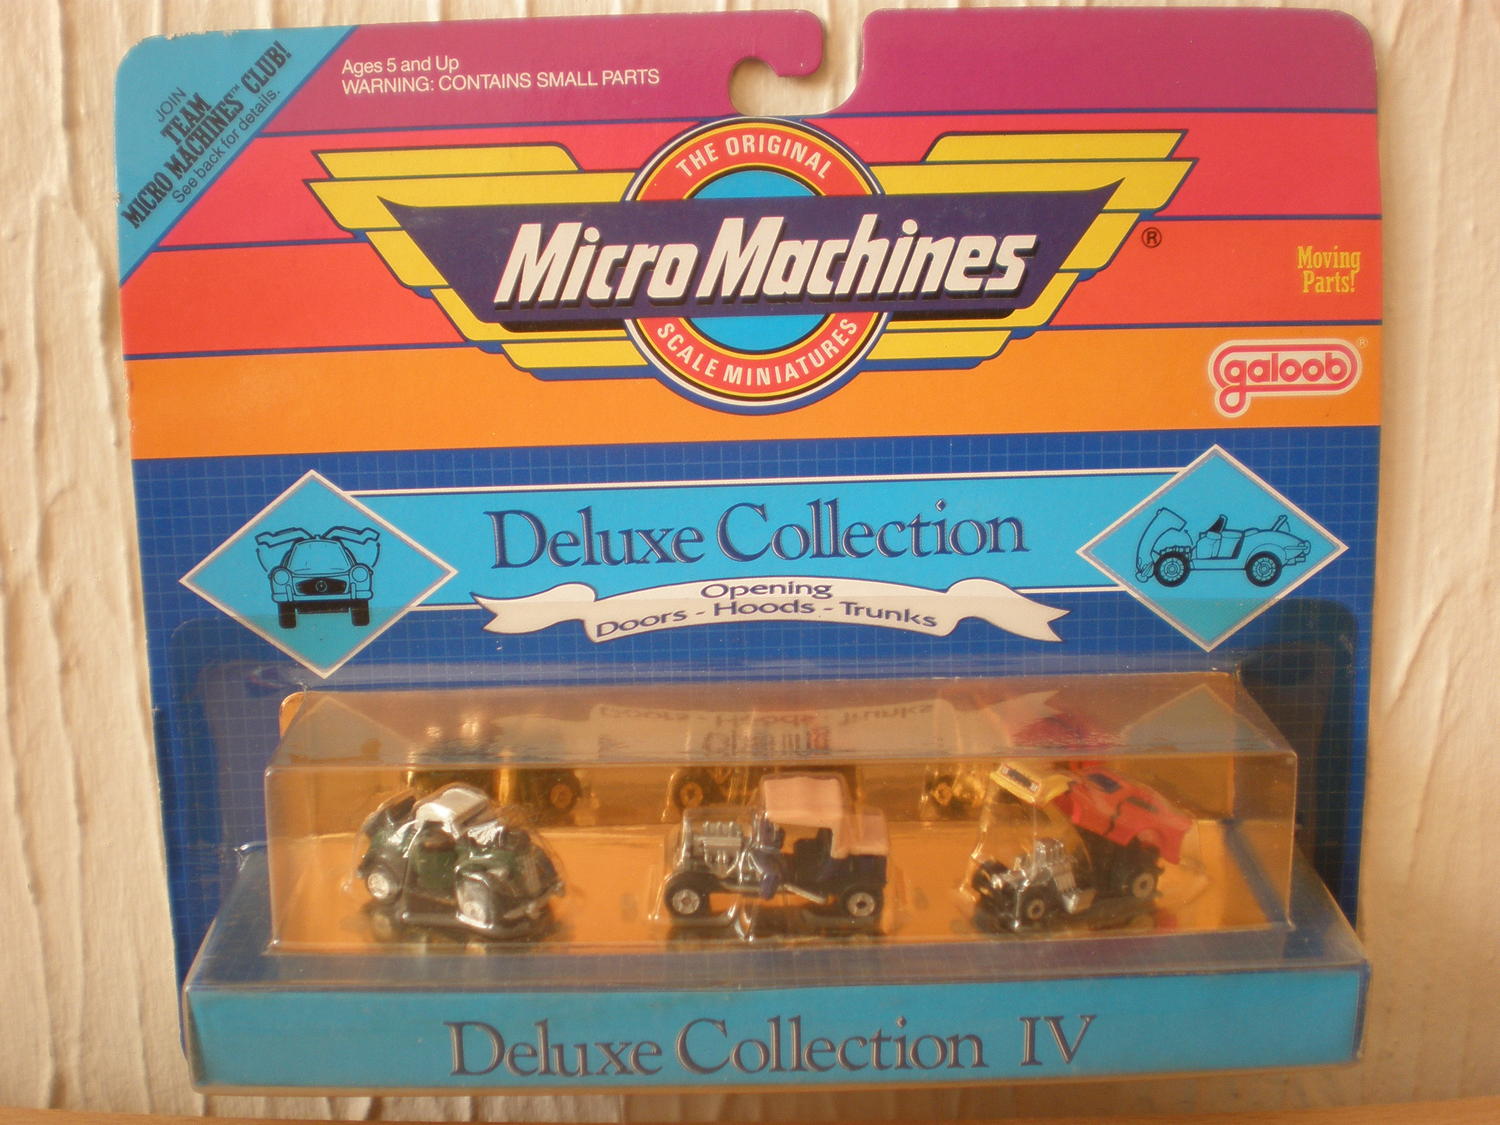 JOIN
TEAM
MICRO MACHINES™ CLUB!
See back for details.
Ages 5 and Up
WARNING: CONTAINS SMALL PARTS
THE ORIGINAL
Micro Machines®
SCALE MINIATURES
Moving
Parts!
galoob®
Deluxe Collection
Opening
Doors - Hoods - Trunks
Deluxe Collection IV